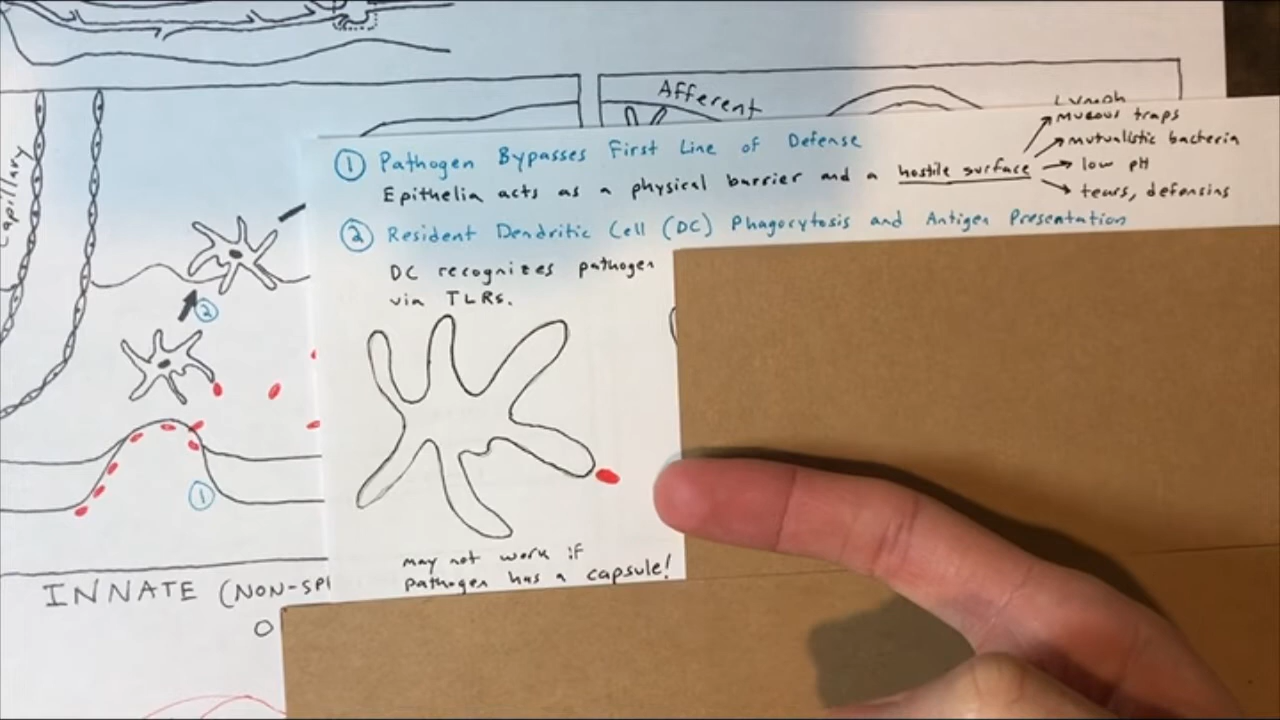 Afferent
Lymph
Capillary
① Pathogen Bypasses First Line of Defense
Epithelia acts as a physical barrier and a hostile surface
mucous traps
mutualistic bacteria
low pH
tears, defensins
② Resident Dendritic Cell (DC) Phagocytosis and Antigen Presentation
DC recognizes pathogen
via TLRs.
2
1
may not work if
pathogen has a capsule!
INNATE (NON-SP